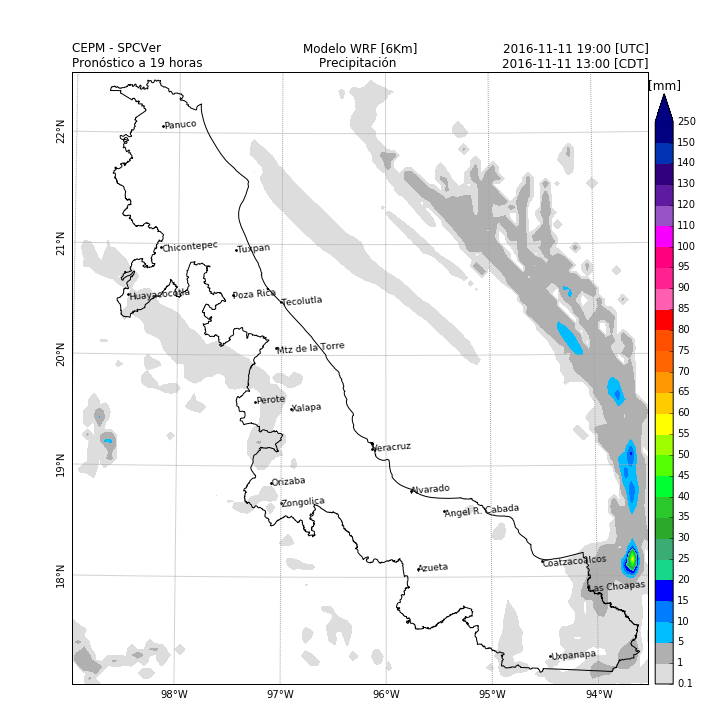 CEPM - SPCVer
Modelo WRF [6Km]
2016-11-11 19:00 [UTC]
Pronóstico a 19 horas
Precipitación
2016-11-11 13:00 [CDT]
[mm]
250
150
140
130
120
110
100
95
90
85
80
75
70
65
60
55
50
45
40
35
30
25
20
15
10
5
1
0.1
22°N
21°N
20°N
19°N
18°N
98°W
97°W
96°W
95°W
94°W
Panuco
Chicontepec
Tuxpan
Huayacocotla
Poza Rica
Tecolutla
Mtz de la Torre
Perote
Xalapa
Veracruz
Orizaba
Alvarado
Zongolica
Angel R. Cabada
Azueta
Coatzacoalcos
Las Choapas
Uxpanapa